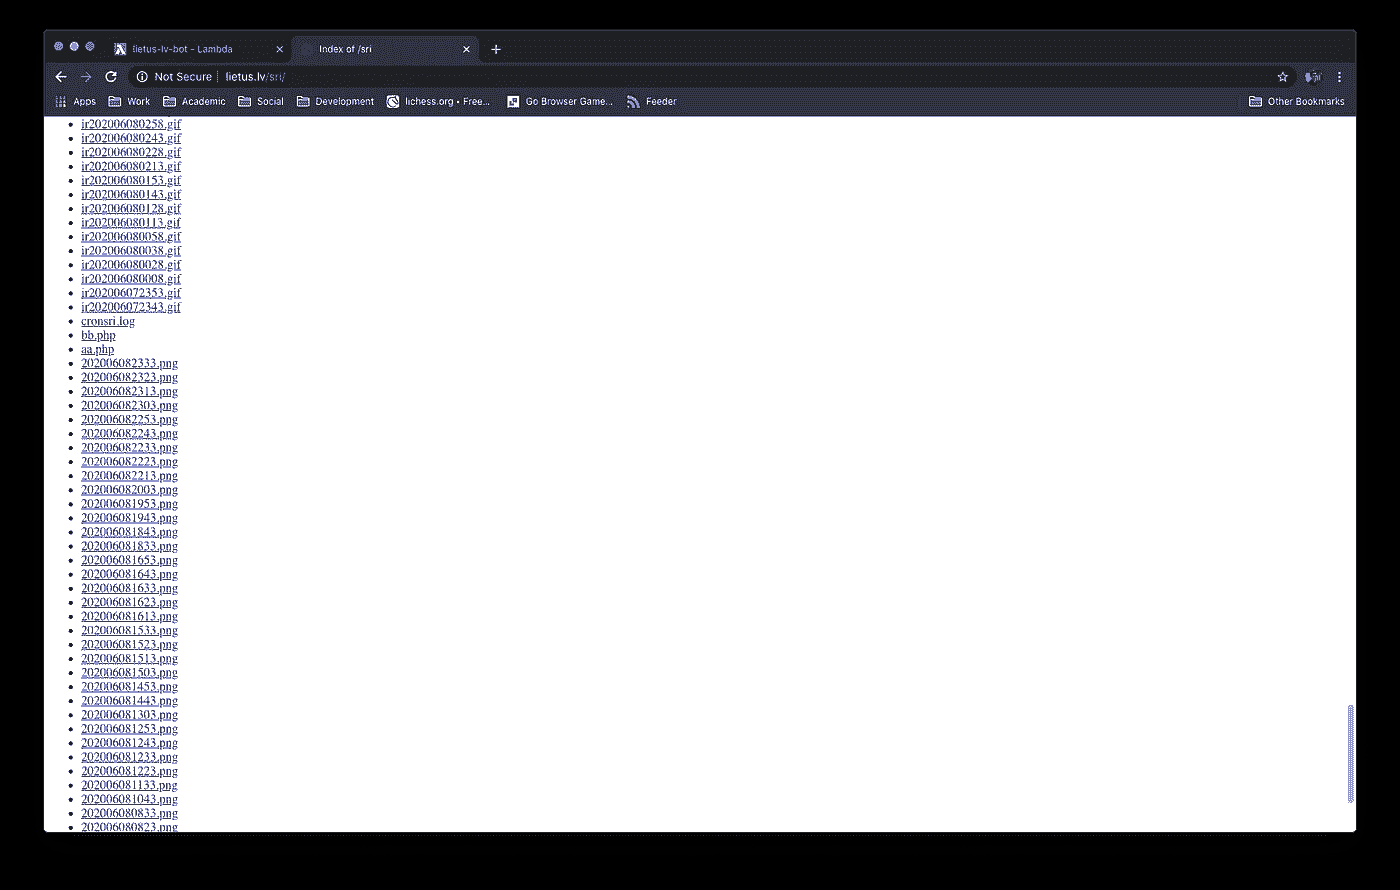 lietus-lv-bot - Lambda
Index of /sri
Not Secure
lietus.lv/sri/
Apps Work Academic Social Development lichess.org • Free... Go Browser Game... Feeder Other Bookmarks
ir202006080258.gif
ir202006080243.gif
ir202006080228.gif
ir202006080213.gif
ir202006080153.gif
ir202006080143.gif
ir202006080128.gif
ir202006080113.gif
ir202006080058.gif
ir202006080038.gif
ir202006080028.gif
ir202006080008.gif
ir202006072353.gif
ir202006072343.gif
cronsri.log
bb.php
aa.php
202006082333.png
202006082323.png
202006082313.png
202006082303.png
202006082253.png
202006082243.png
202006082233.png
202006082223.png
202006082213.png
202006082003.png
202006081953.png
202006081943.png
202006081843.png
202006081833.png
202006081653.png
202006081643.png
202006081633.png
202006081623.png
202006081613.png
202006081533.png
202006081523.png
202006081513.png
202006081503.png
202006081453.png
202006081443.png
202006081303.png
202006081253.png
202006081243.png
202006081233.png
202006081223.png
202006081133.png
202006081043.png
202006080833.png
202006080823.png